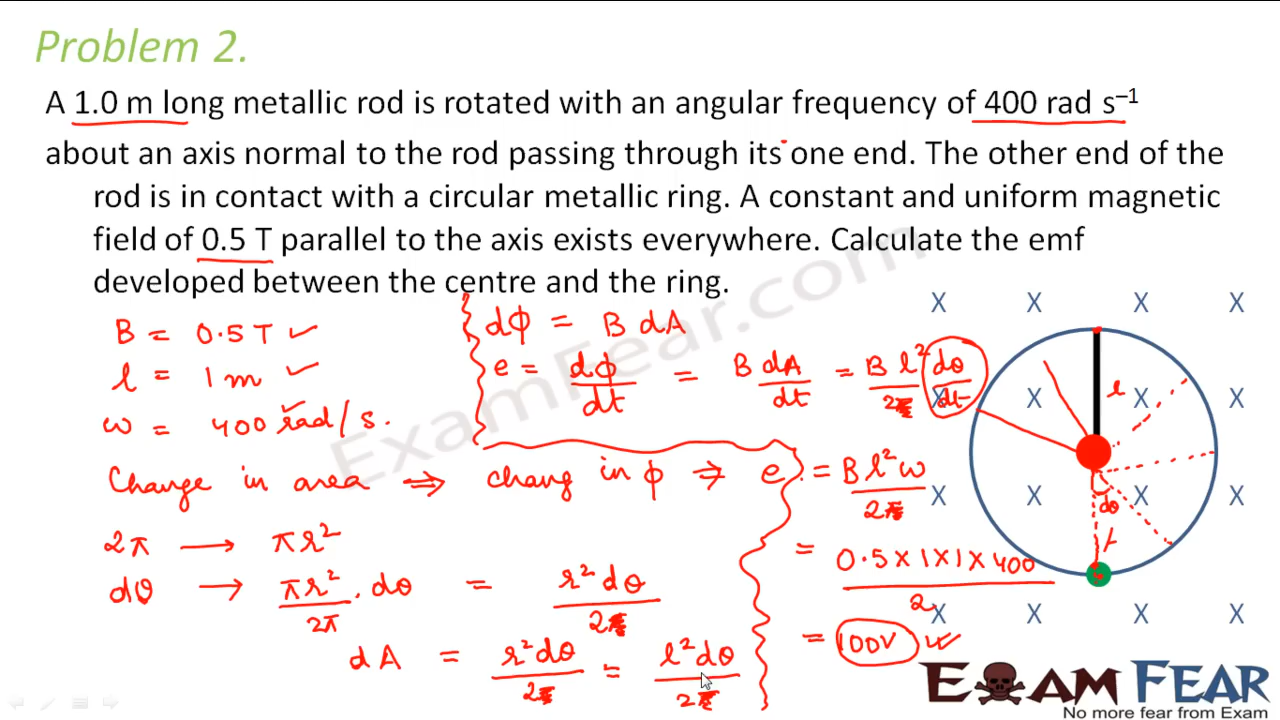 Problem 2.
A 1.0 m long metallic rod is rotated with an angular frequency of 400 rad s⁻¹
about an axis normal to the rod passing through its one end. The other end of the
rod is in contact with a circular metallic ring. A constant and uniform magnetic
field of 0.5 T parallel to the axis exists everywhere. Calculate the emf
developed between the centre and the ring.
B = 0.5 T ✓
l = 1 m ✓
ω = 400 rad/s.
Change in area ⇒ chang in ϕ ⇒ e
2π → πr²
dθ → πr²/2π . dθ = r²dθ/2
dA = r²dθ/2 = l²dθ/2
dϕ = B dA
e = dϕ/dt = B dA/dt = B l²/2 dθ/dt
= B l² ω/2
= 0.5 × 1 × 1 × 400/2
= 100V ✓
X X X X
l
X X X X
X X X X
dθ
X X X X
ExamFear.com
EXAM FEAR
No more fear from Exam